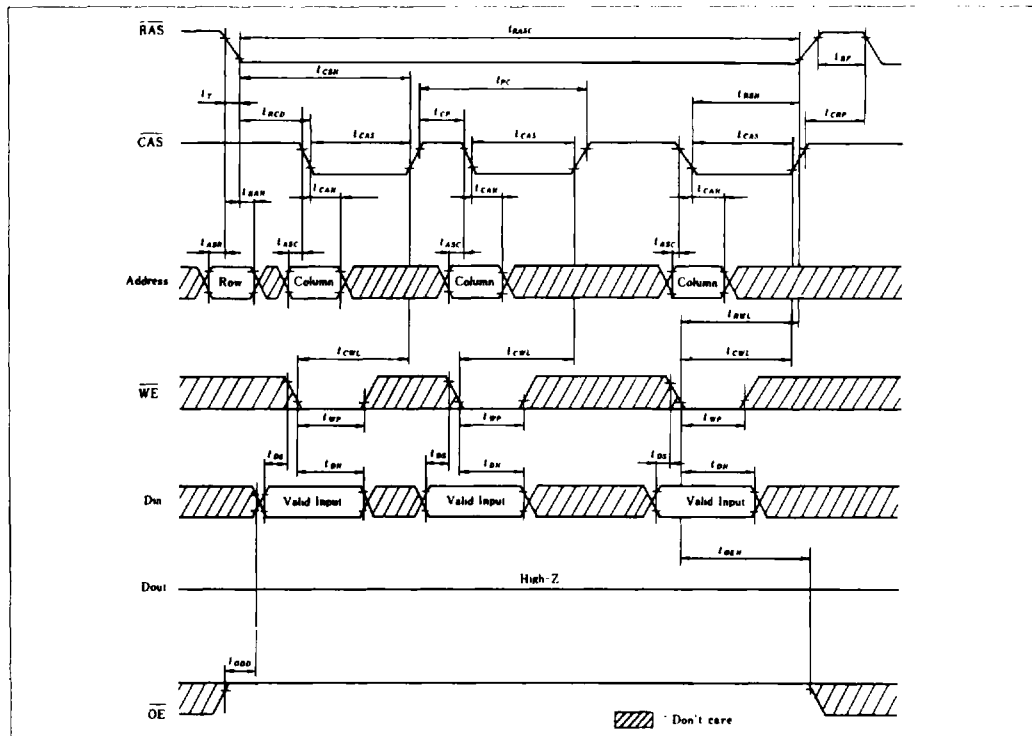 RAS
tRASC
tRP
tCSH
tPC
tT
tRSH
tRCD
tCP
tCRP
CAS
tCAS
tCAS
tCAS
tRAH
tCAH
tCAH
tCAH
tASR
tASC
tASC
tASC
Address
Row
Column
Column
Column
tRWL
tCWL
tCWL
tCWL
WE
tWP
tWP
tWP
tDS
tDS
tDS
tDH
tDH
tDH
Din
Valid Input
Valid Input
Valid Input
tOEH
High-Z
Dout
tODD
OE
Don't care